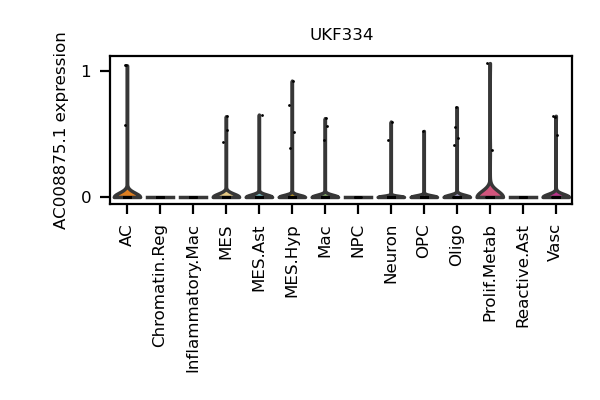 UKF334
AC008875.1 expression
1
0
AC
Chromatin.Reg
Inflammatory.Mac
MES
MES.Ast
MES.Hyp
Mac
NPC
Neuron
OPC
Oligo
Prolif.Metab
Reactive.Ast
Vasc